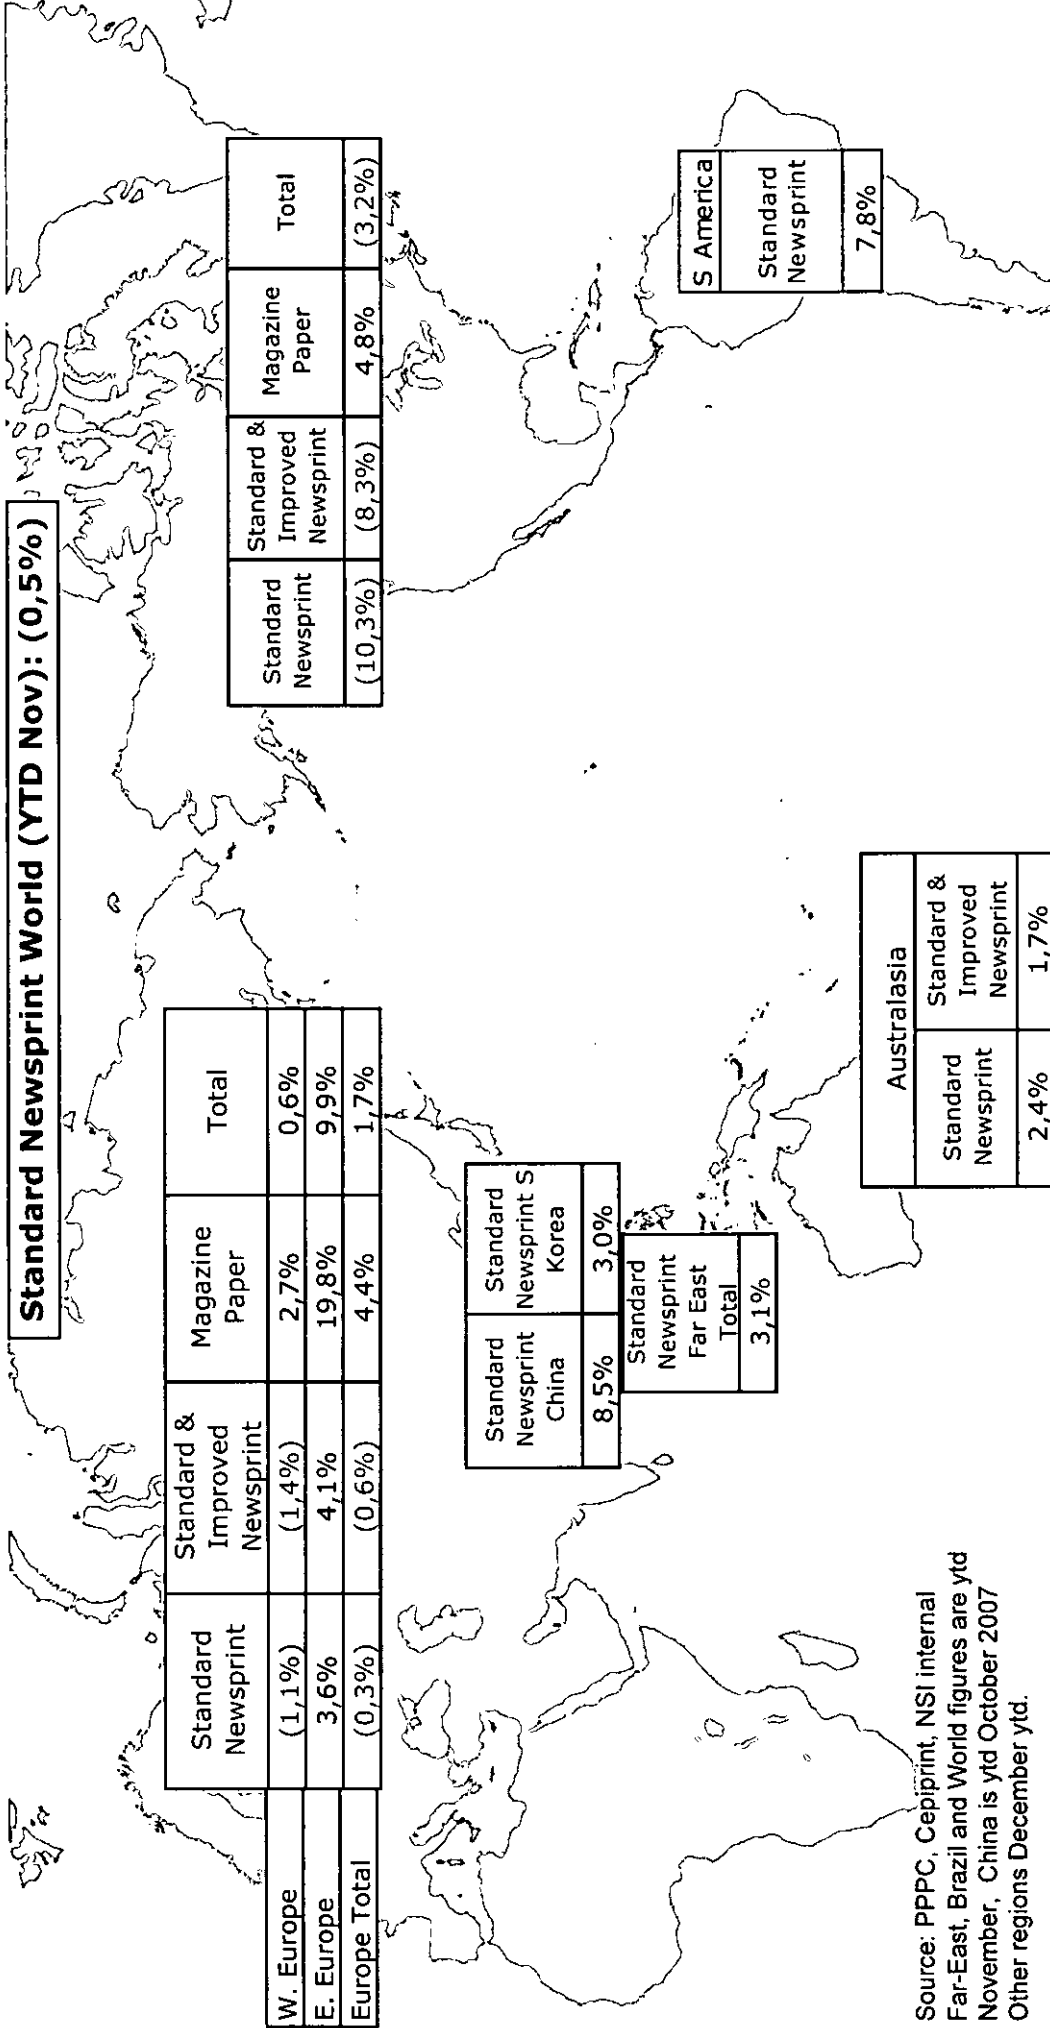 Standard Newsprint World (YTD Nov): (0,5%)
Standard Newsprint
Standard & Improved Newsprint
Magazine Paper
Total
W. Europe (1,1%) (1,4%) 2,7% 0,6%
E. Europe 3,6% 4,1% 19,8% 9,9%
Europe Total (0,3%) (0,6%) 4,4% 1,7%
Standard Newsprint
Standard & Improved Newsprint
Magazine Paper
Total
(10,3%) (8,3%) 4,8% (3,2%)
Standard Newsprint China
Standard Newsprint S Korea
8,5% 3,0%
Standard
Newsprint
Far East
Total
3,1%
S America
Standard
Newsprint
7,8%
Australasia
Standard Newsprint
Standard & Improved Newsprint
2,4% 1,7%
Source: PPPC, Cepiprint, NSI internal
Far-East, Brazil and World figures are ytd
November, China is ytd October 2007
Other regions December ytd.